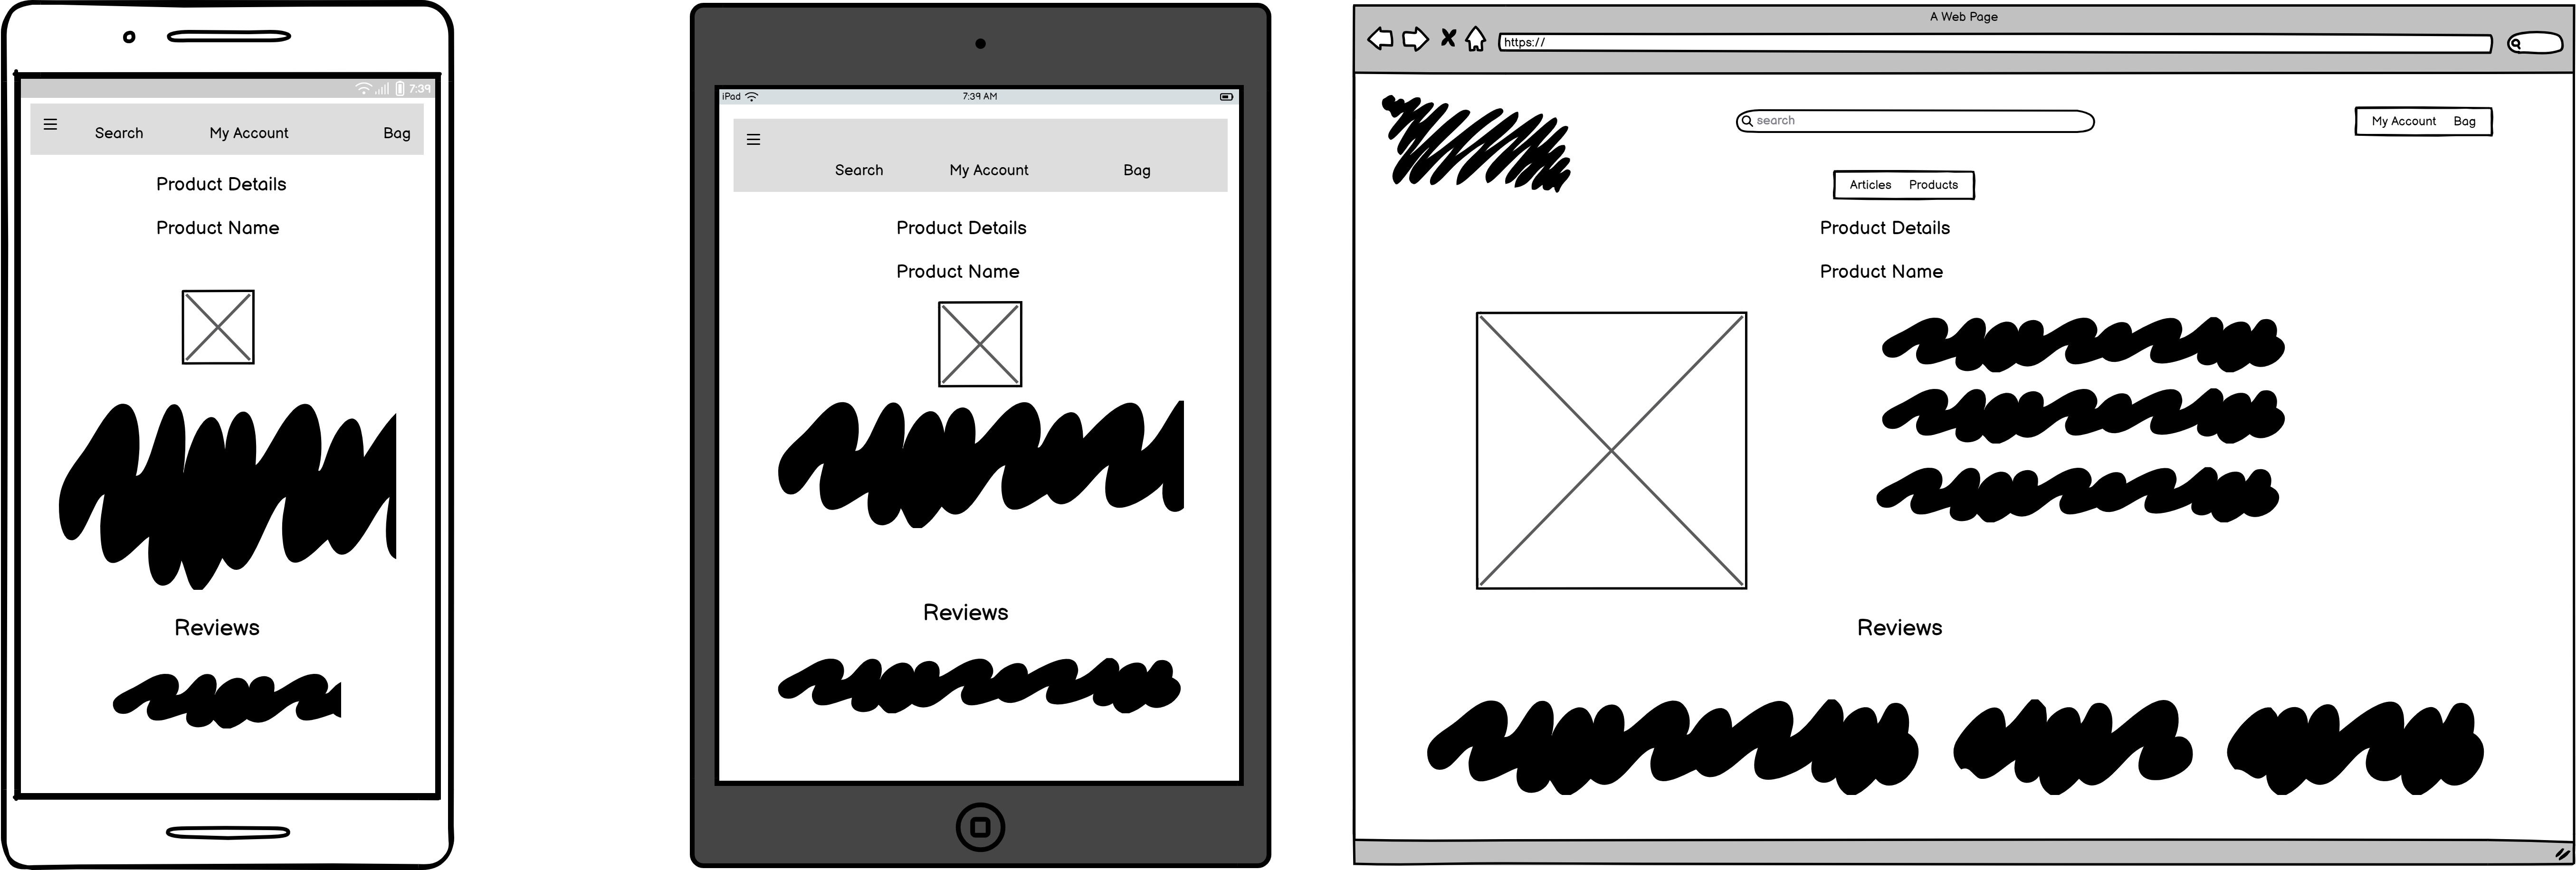 7:39
Search My Account Bag
Product Details
Product Name
Reviews
iPad 7:39 AM
Search My Account Bag
Product Details
Product Name
Reviews
A Web Page
https://
search
My Account Bag
Articles Products
Product Details
Product Name
Reviews